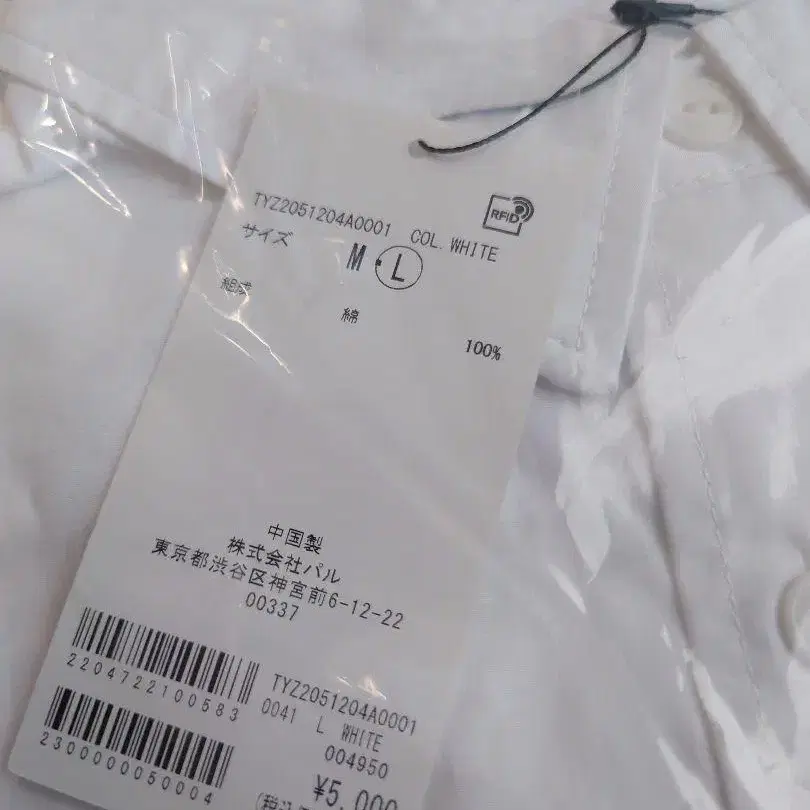 RFID
TYZ2051204A0001 COL.WHITE
サイズ M・L
組成
綿 100%
中国製
株式会社パル
東京都渋谷区神宮前6-12-22
00337
2204722100583
TYZ2051204A0001
0041 L WHITE
004950
2300000050004
¥5,000
(税込